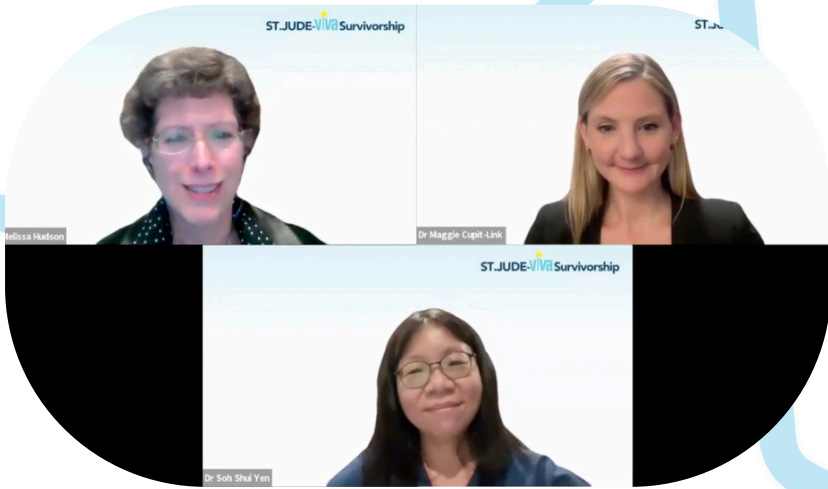 ST.JUDE-VIVA Survivorship
ST.JU
Melissa Hudson
Dr Maggie Cupit-Link
ST.JUDE-VIVA Survivorship
Dr Soh Shui Yen